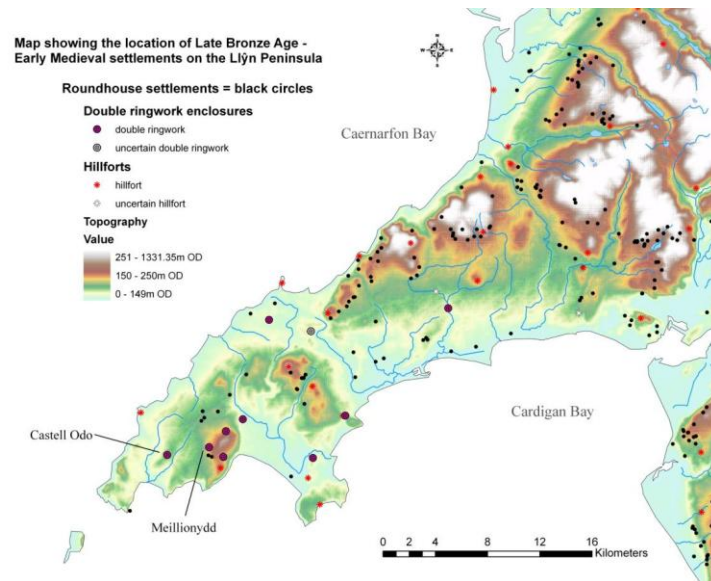 Map showing the location of Late Bronze Age -
Early Medieval settlements on the Llŷn Peninsula
Roundhouse settlements = black circles
Double ringwork enclosures
double ringwork
uncertain double ringwork
Hillforts
hillfort
uncertain hillfort
Topography
Value
251 - 1331.35m OD
150 - 250m OD
0 - 149m OD
N
W E
S
Caernarfon Bay
Cardigan Bay
Castell Odo
Meillionydd
0 2 4 8 12 16
Kilometers